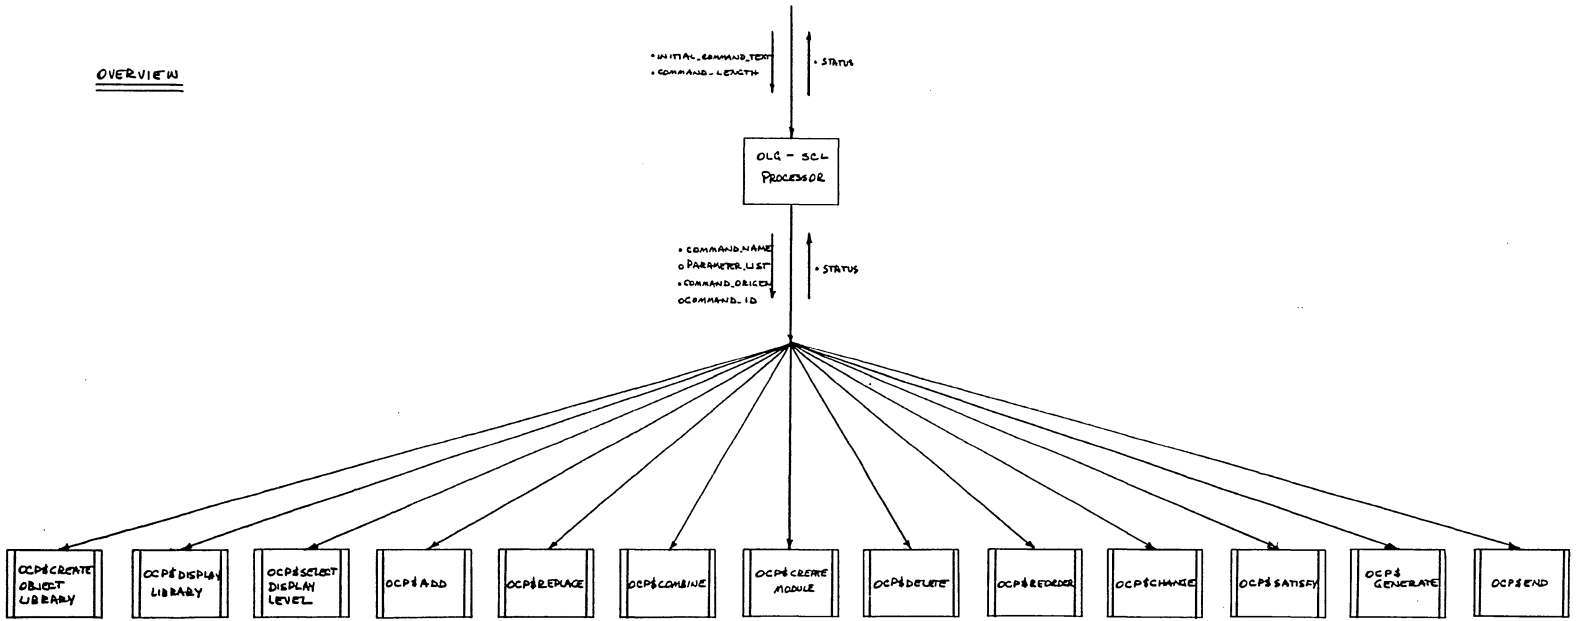 OVERVIEW
• INITIAL_COMMAND_TEXT
• COMMAND_LENGTH
• STATUS
OLG - SCL
PROCESSOR
• COMMAND_NAME
o PARAMETER_LIST
• COMMAND_ORIGEN
o COMMAND_ID
• STATUS
OCP$CREATE
OBJECT
LIBRARY
OCP$DISPLAY
LIBRARY
OCP$SELECT
DISPLAY
LEVEL
OCP$ADD
OCP$REPLACE
OCP$COMBINE
OCP$CREATE
MODULE
OCP$DELETE
OCP$REORDER
OCP$CHANGE
OCP$SATISFY
OCP$
GENERATE
OCP$END